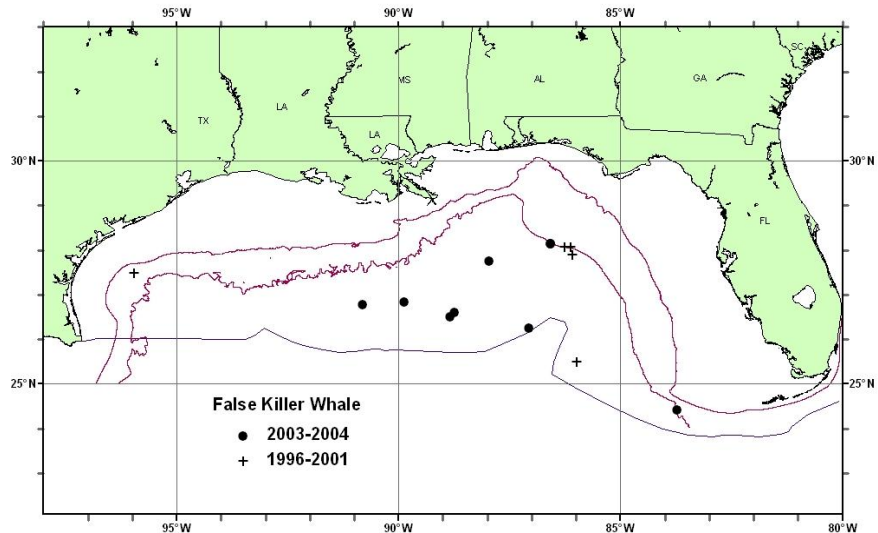 95°W 90°W 85°W
SC
MS AL GA
LA
TX
LA
30°N 30°N
FL
25°N 25°N
False Killer Whale
2003-2004
1996-2001
95°W 90°W 85°W 80°W